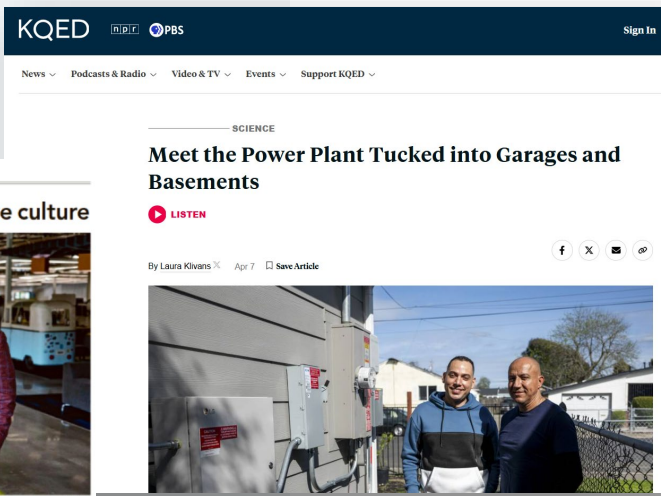 KQED npr PBS Sign In
News Podcasts & Radio Video & TV Events Support KQED
SCIENCE
Meet the Power Plant Tucked into Garages and
Basements
LISTEN
By Laura Klivans Apr 7 Save Article
e culture